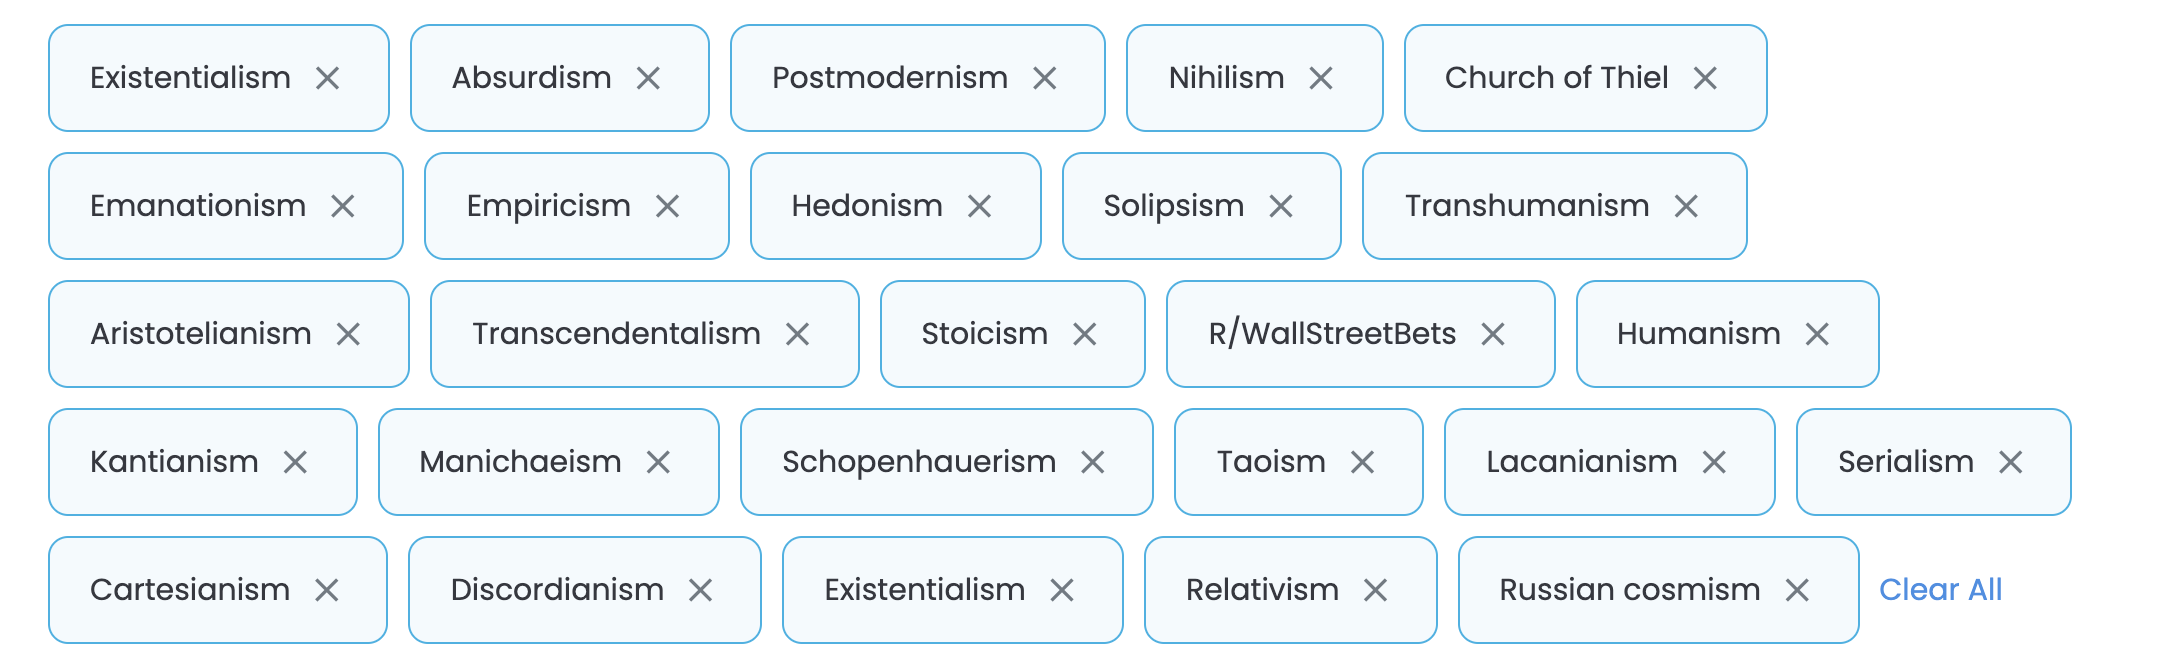 Existentialism Absurdism Postmodernism Nihilism Church of Thiel
Emanationism Empiricism Hedonism Solipsism Transhumanism
Aristotelianism Transcendentalism Stoicism R/WallStreetBets Humanism
Kantianism Manichaeism Schopenhauerism Taoism Lacanianism Serialism
Cartesianism Discordianism Existentialism Relativism Russian cosmism Clear All